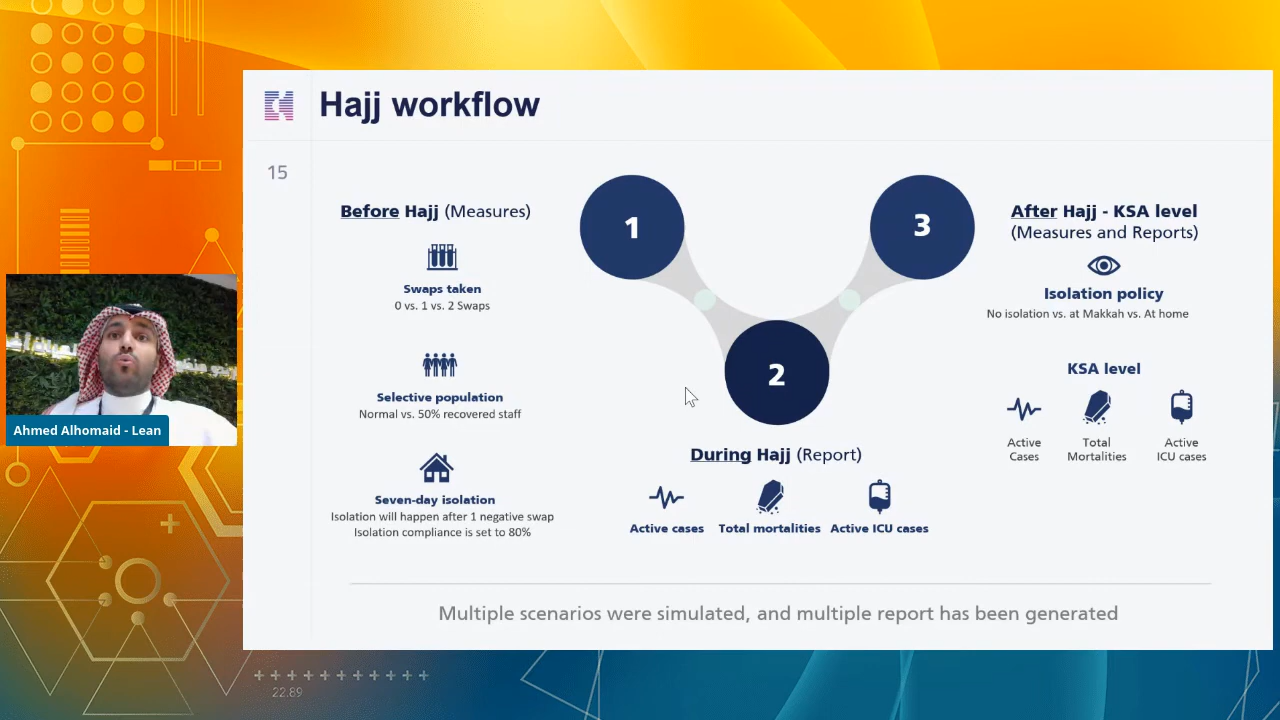 Hajj workflow
15
Before Hajj (Measures)
Swaps taken
0 vs. 1 vs. 2 Swaps
Selective population
Normal vs. 50% recovered staff
Seven-day isolation
Isolation will happen after 1 negative swap
Isolation compliance is set to 80%
1
2
3
During Hajj (Report)
Active cases
Total mortalities
Active ICU cases
After Hajj - KSA level
(Measures and Reports)
Isolation policy
No isolation vs. at Makkah vs. At home
KSA level
Active
Cases
Total
Mortalities
Active
ICU cases
Multiple scenarios were simulated, and multiple report has been generated
Ahmed Alhomaid - Lean
22.89